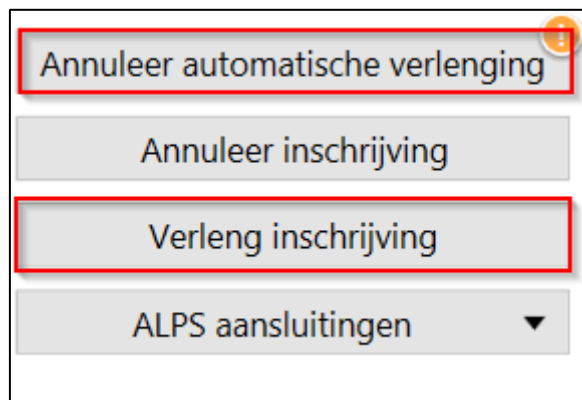 Annuleer automatische verlenging
Annuleer inschrijving
Verleng inschrijving
ALPS aansluitingen